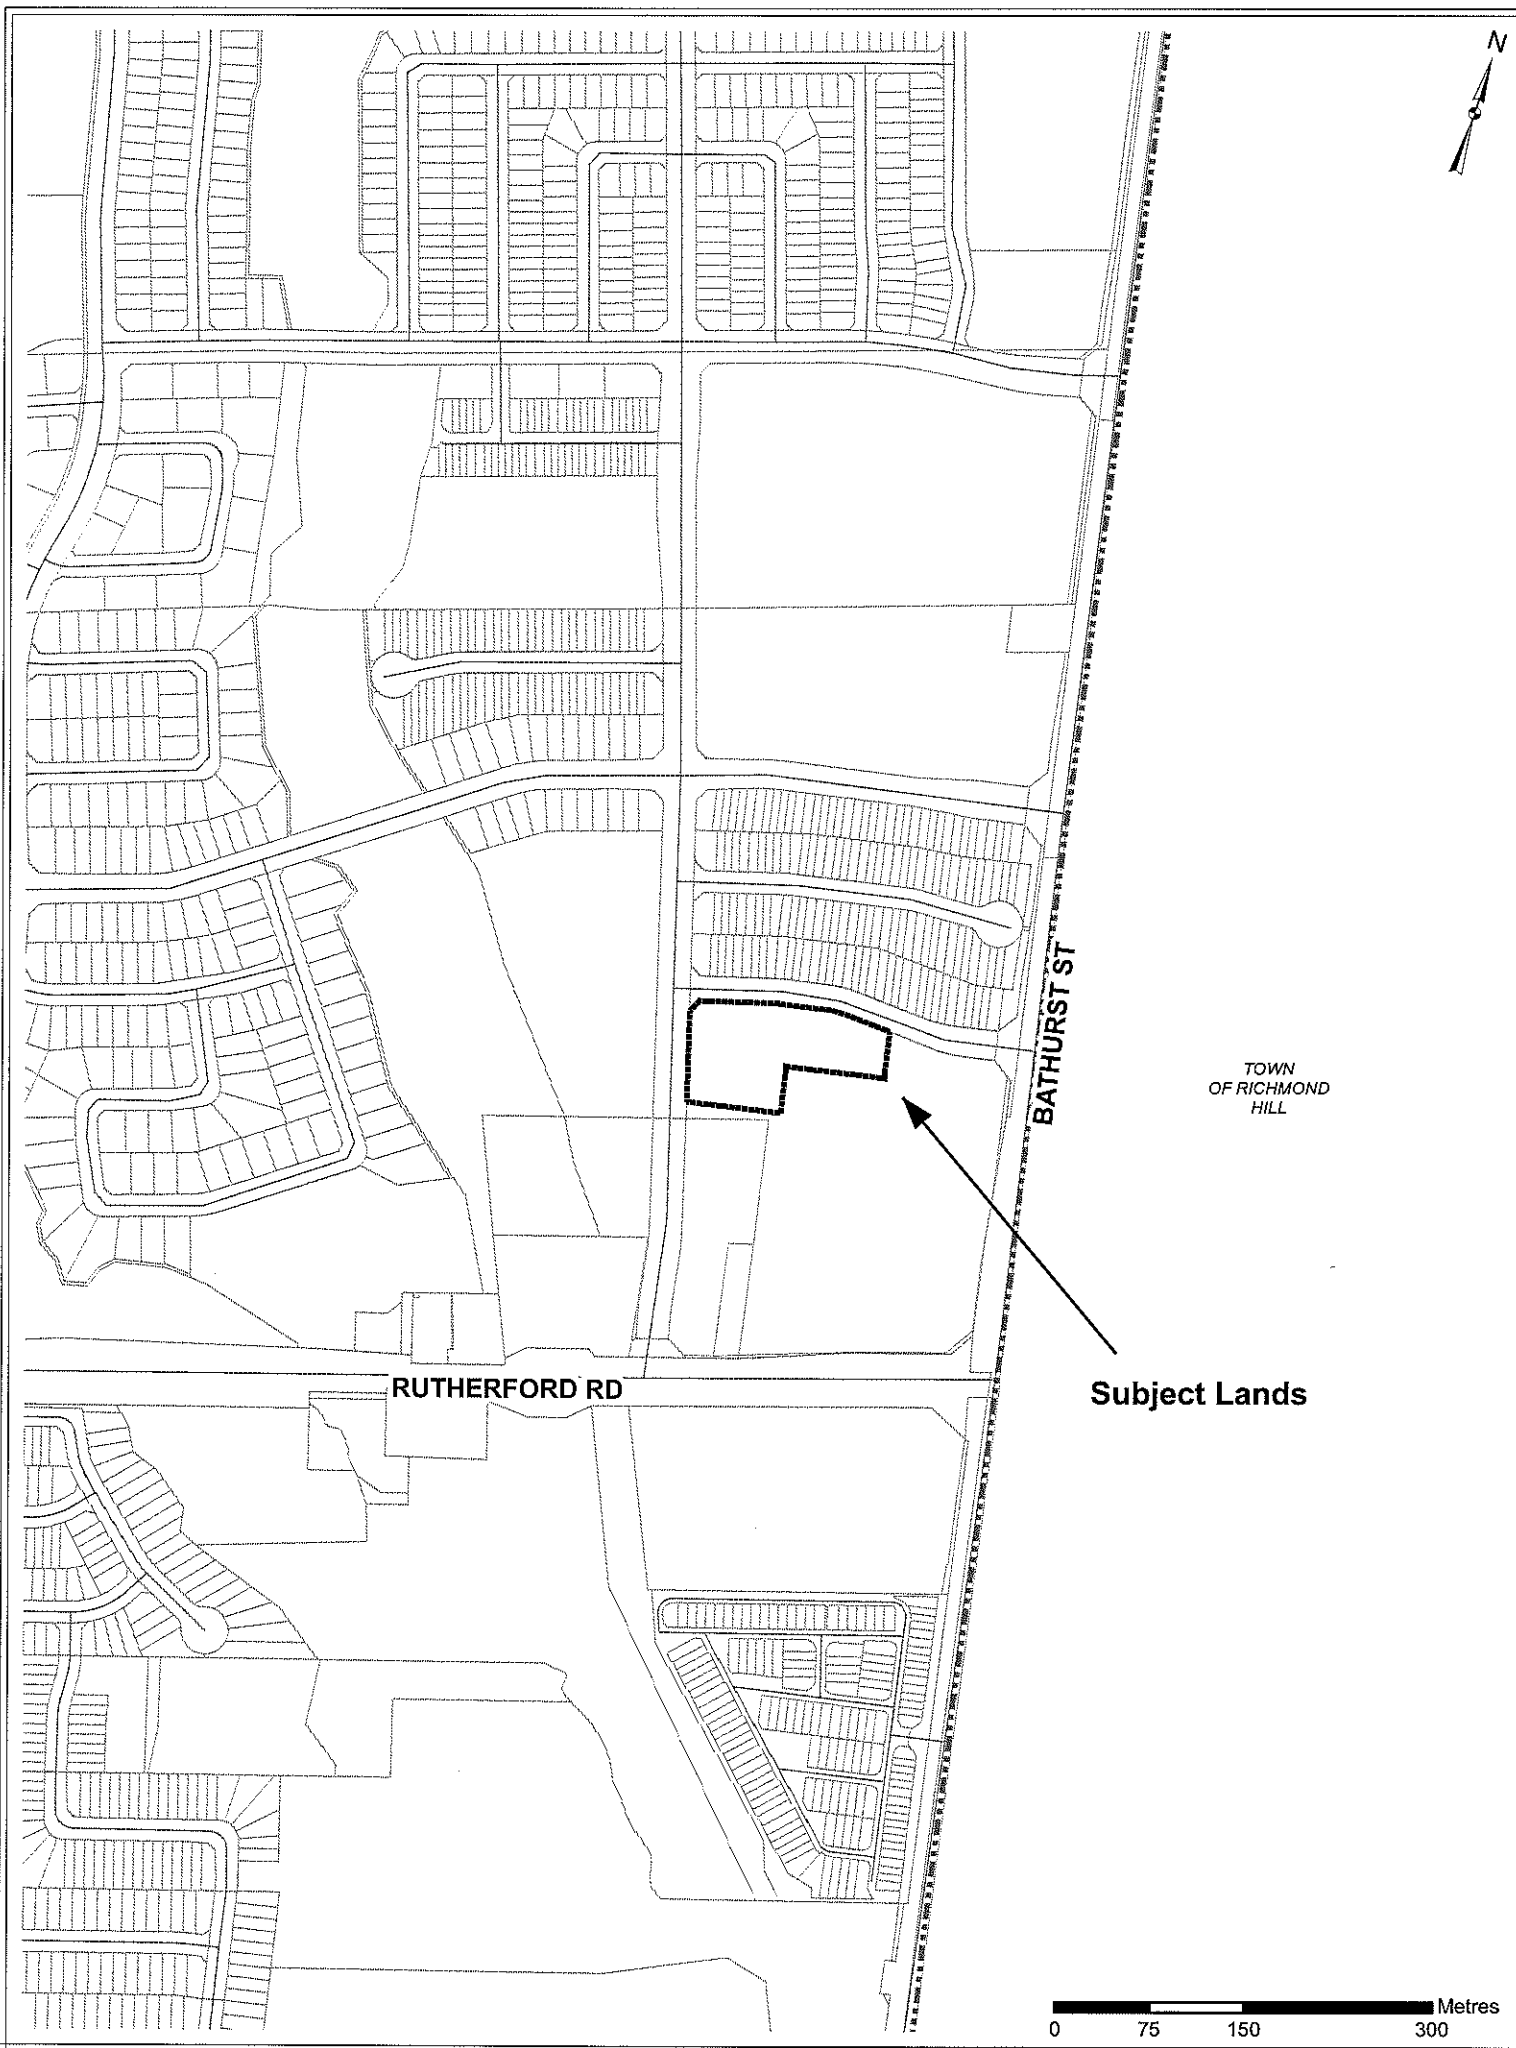 N
BATHURST ST
TOWN
OF RICHMOND
HILL
RUTHERFORD RD
Subject Lands
Metres
0 75 150 300